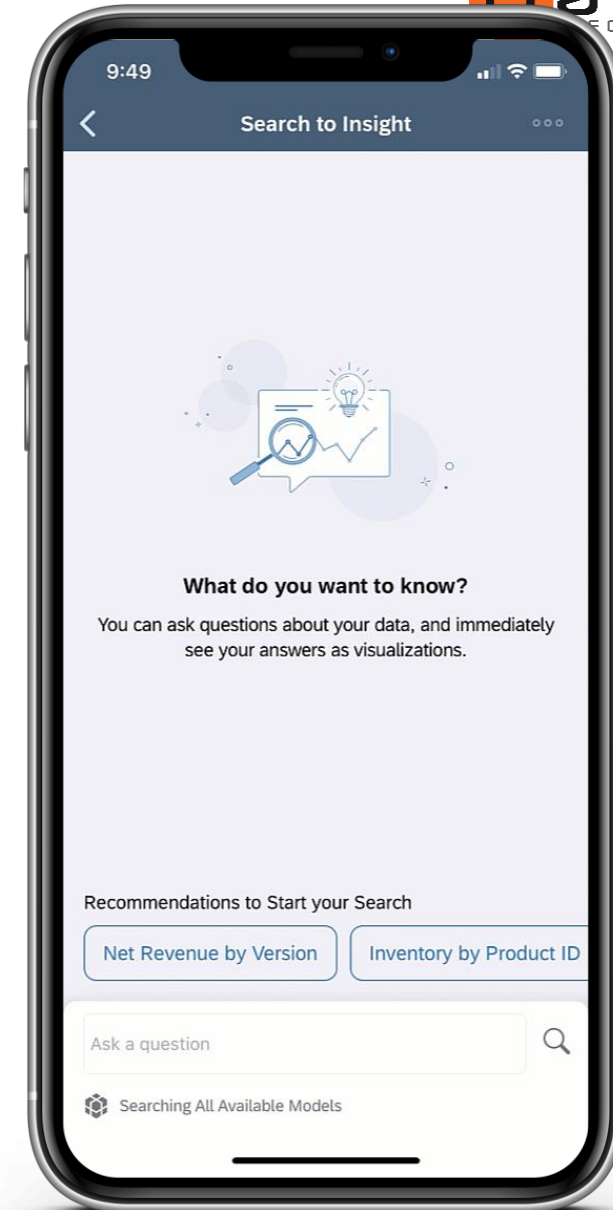 9:49
Search to Insight
What do you want to know?
You can ask questions about your data, and immediately
see your answers as visualizations.
Recommendations to Start your Search
Net Revenue by Version
Inventory by Product ID
Ask a question
Searching All Available Models